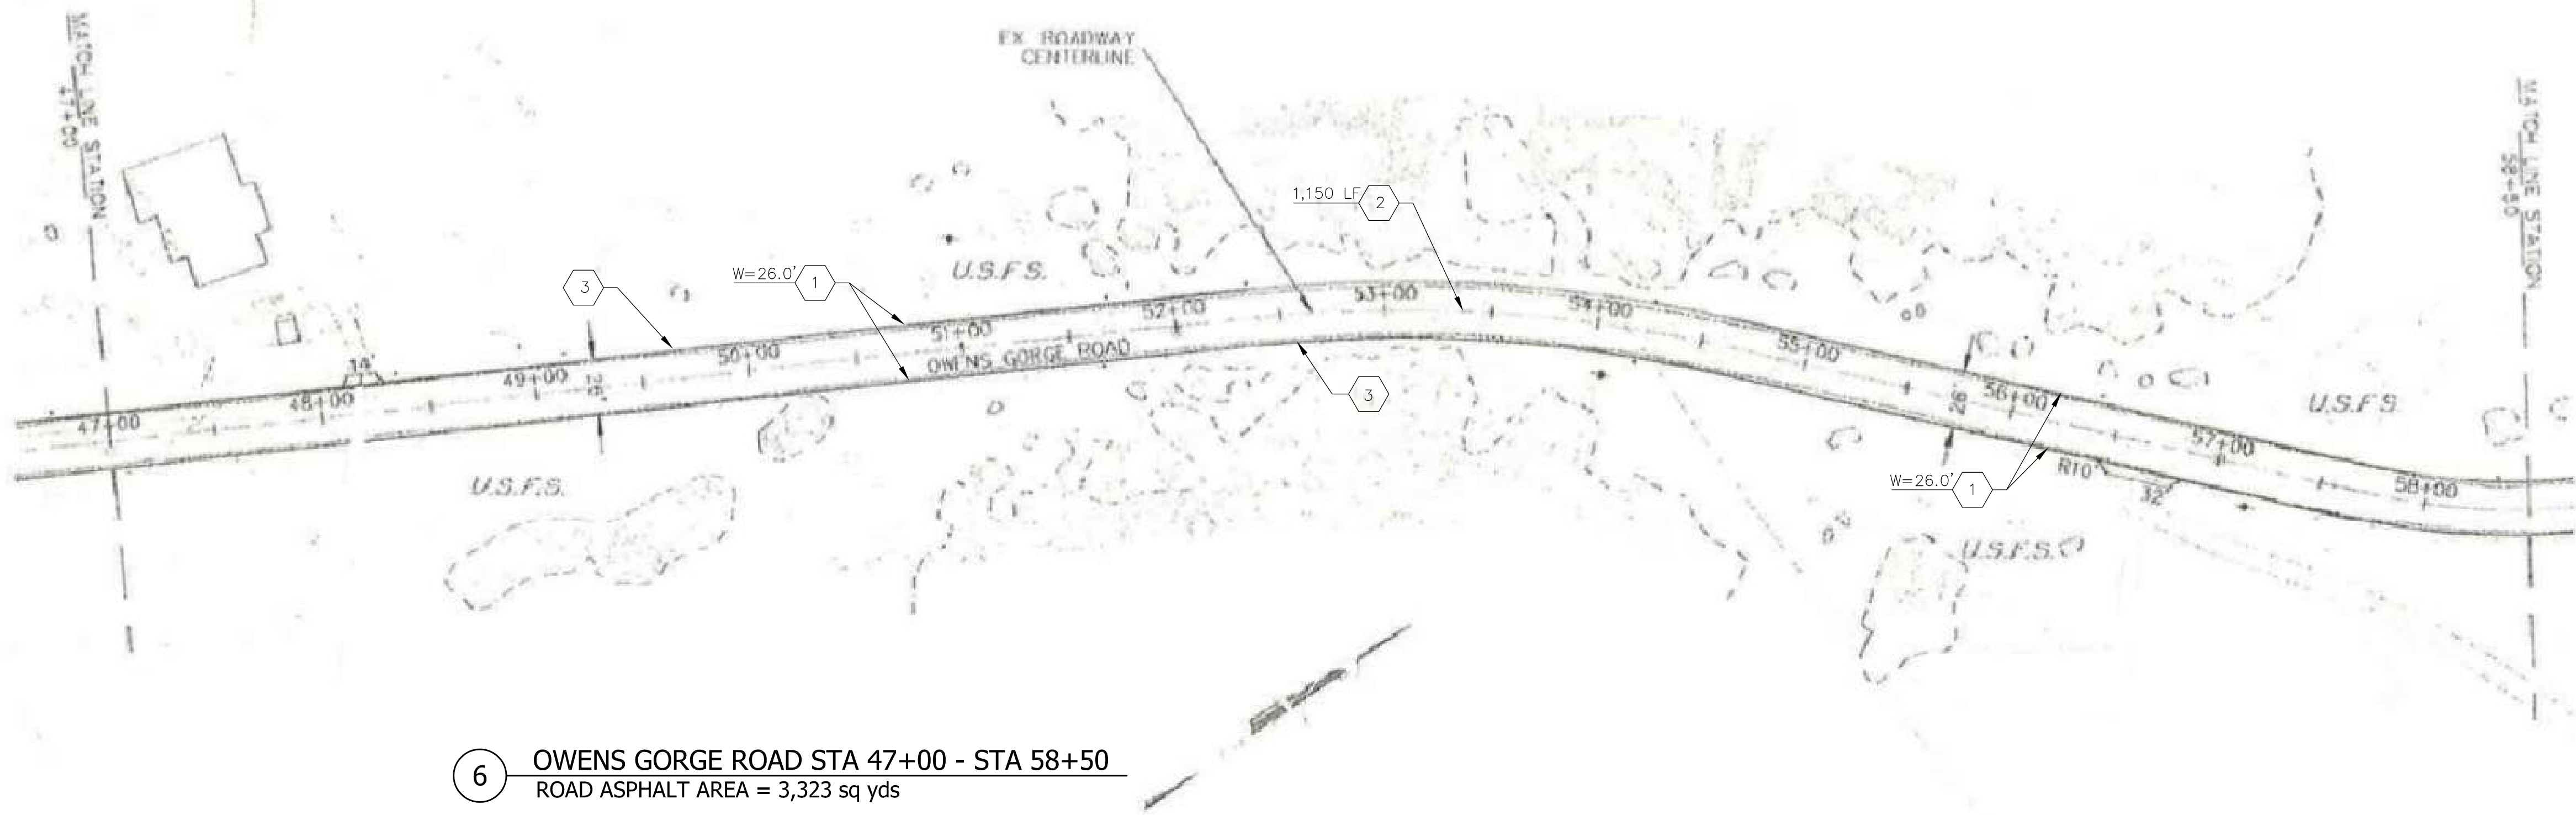 MATCH LINE STATION
47+00
EX ROADWAY
CENTERLINE
1,150 LF 2
MATCH LINE STATION
58+50
3
W=26.0' 1
U.S.F.S.
47+00
48+00
14'
49+00
50+00
51+00
52+00
53+00
54+00
55+00
56+00
57+00
58+00
OWENS GORGE ROAD
3
26'
U.S.F.S.
U.S.F.S.
W=26.0' 1
R10'
32'
U.S.F.S.
6 OWENS GORGE ROAD STA 47+00 - STA 58+50
ROAD ASPHALT AREA = 3,323 sq yds